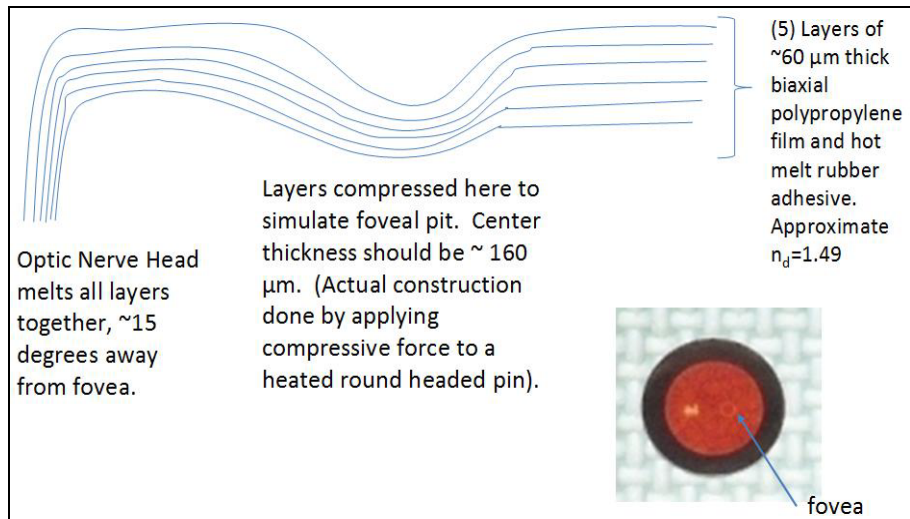 (5) Layers of
~60 μm thick
biaxial
polypropylene
film and hot
melt rubber
adhesive.
Approximate
nd=1.49
Layers compressed here to
simulate foveal pit.  Center
thickness should be ~ 160
μm.  (Actual construction
done by applying
compressive force to a
heated round headed pin).
Optic Nerve Head
melts all layers
together, ~15
degrees away
from fovea.
fovea